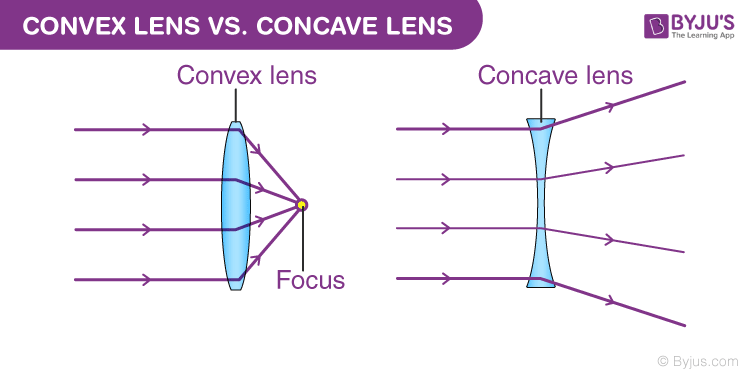 CONVEX LENS VS. CONCAVE LENS
BYJU'S
The Learning App
Convex lens
Concave lens
Focus
© Byjus.com